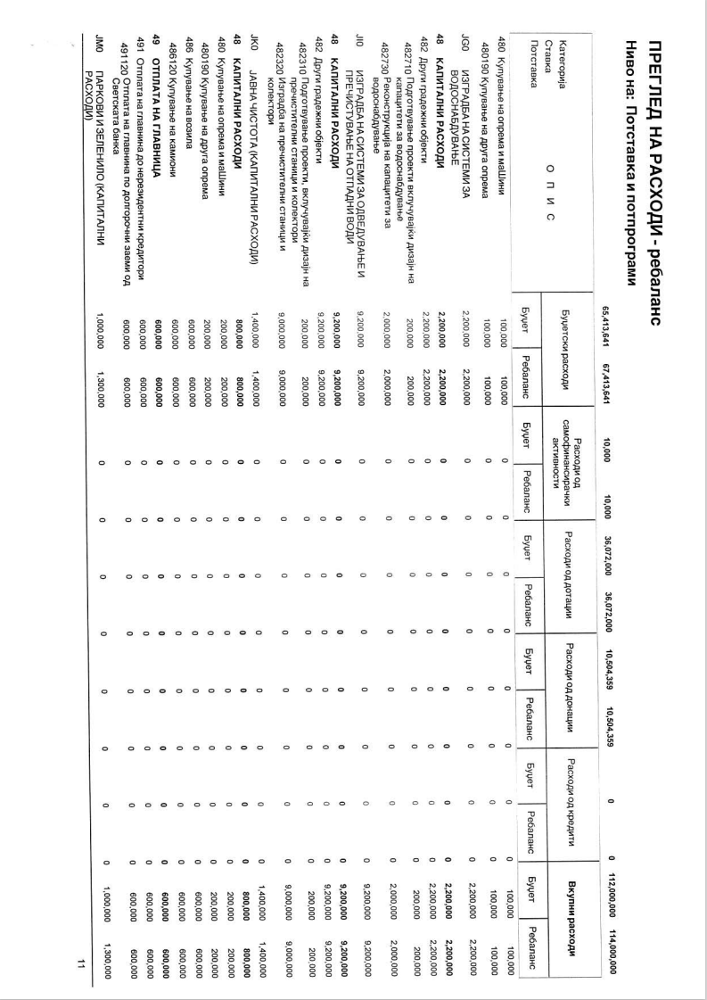 ПРЕГЛЕД НА РАСХОДИ - ребаланс
Ниво на: Потставка и потпрограми
65,413,641 67,413,641 10,000 10,000 36,072,000 36,072,000 10,504,359 10,504,359 0 0 112,000,000 114,000,000
Категорија
Ставка
Потставка
О П И С
Буџетски расходи
Расходи од
самофинансирачки
активности
Расходи од дотации
Расходи од донации
Расходи од кредити
Вкупни расходи
Буџет Ребаланс Буџет Ребаланс Буџет Ребаланс Буџет Ребаланс Буџет Ребаланс Буџет Ребаланс
480 Купување на опрема и маШини 100,000 100,000 0 0 0 0 0 0 0 0 100,000 100,000
480190 Купување на друга опрема 100,000 100,000 0 0 0 0 0 0 0 0 100,000 100,000
JG0 ИЗГРАДБА НА СИСТЕМИ ЗА 2,200,000 2,200,000 0 0 0 0 0 0 0 0 2,200,000 2,200,000
ВОДОСНАБДУВАЊЕ
48 КАПИТАЛНИ РАСХОДИ 2,200,000 2,200,000 0 0 0 0 0 0 0 0 2,200,000 2,200,000
482 Други градежни објекти 2,200,000 2,200,000 0 0 0 0 0 0 0 0 2,200,000 2,200,000
482710 Подготвување проекти вклучувајќи дизајн на 200,000 200,000 0 0 0 0 0 0 0 0 200,000 200,000
капацитети за водоснабдување
482730 Реконструкција на капацитети за 2,000,000 2,000,000 0 0 0 0 0 0 0 0 2,000,000 2,000,000
водоснабдување
JI0 ИЗГРАДБА НА СИСТЕМИ ЗА ОДВЕДУВАЊЕ И 9,200,000 9,200,000 0 0 0 0 0 0 0 0 9,200,000 9,200,000
ПРЕЧИСТУВАЊЕ НА ОТПАДНИ ВОДИ
48 КАПИТАЛНИ РАСХОДИ 9,200,000 9,200,000 0 0 0 0 0 0 0 0 9,200,000 9,200,000
482 Други градежни објекти 9,200,000 9,200,000 0 0 0 0 0 0 0 0 9,200,000 9,200,000
482310 Подготвување проекти, вклучувајќи дизајн на 200,000 200,000 0 0 0 0 0 0 0 0 200,000 200,000
пречистителни станици и колектори
482320 Изградба на пречистителни станици и 9,000,000 9,000,000 0 0 0 0 0 0 0 0 9,000,000 9,000,000
колектори
JK0 ЈАВНА ЧИСТОТА (КАПИТАЛНИ РАСХОДИ) 1,400,000 1,400,000 0 0 0 0 0 0 0 0 1,400,000 1,400,000
48 КАПИТАЛНИ РАСХОДИ 800,000 800,000 0 0 0 0 0 0 0 0 800,000 800,000
480 Купување на опрема и маШини 200,000 200,000 0 0 0 0 0 0 0 0 200,000 200,000
480190 Купување на друга опрема 200,000 200,000 0 0 0 0 0 0 0 0 200,000 200,000
486 Купување на возила 600,000 600,000 0 0 0 0 0 0 0 0 600,000 600,000
486120 Купување на камиони 600,000 600,000 0 0 0 0 0 0 0 0 600,000 600,000
49 ОТПЛАТА НА ГЛАВНИЦА 600,000 600,000 0 0 0 0 0 0 0 0 600,000 600,000
491 Отплата на главнина до нерезидентни кредитори 600,000 600,000 0 0 0 0 0 0 0 0 600,000 600,000
491120 Отплата на главнина по долгорочни заеми од 600,000 600,000 0 0 0 0 0 0 0 0 600,000 600,000
Светската банка
JM0 ПАРКОВИ И ЗЕЛЕНИЛО (КАПИТАЛНИ 1,000,000 1,300,000 0 0 0 0 0 0 0 0 1,000,000 1,300,000
РАСХОДИ)
11